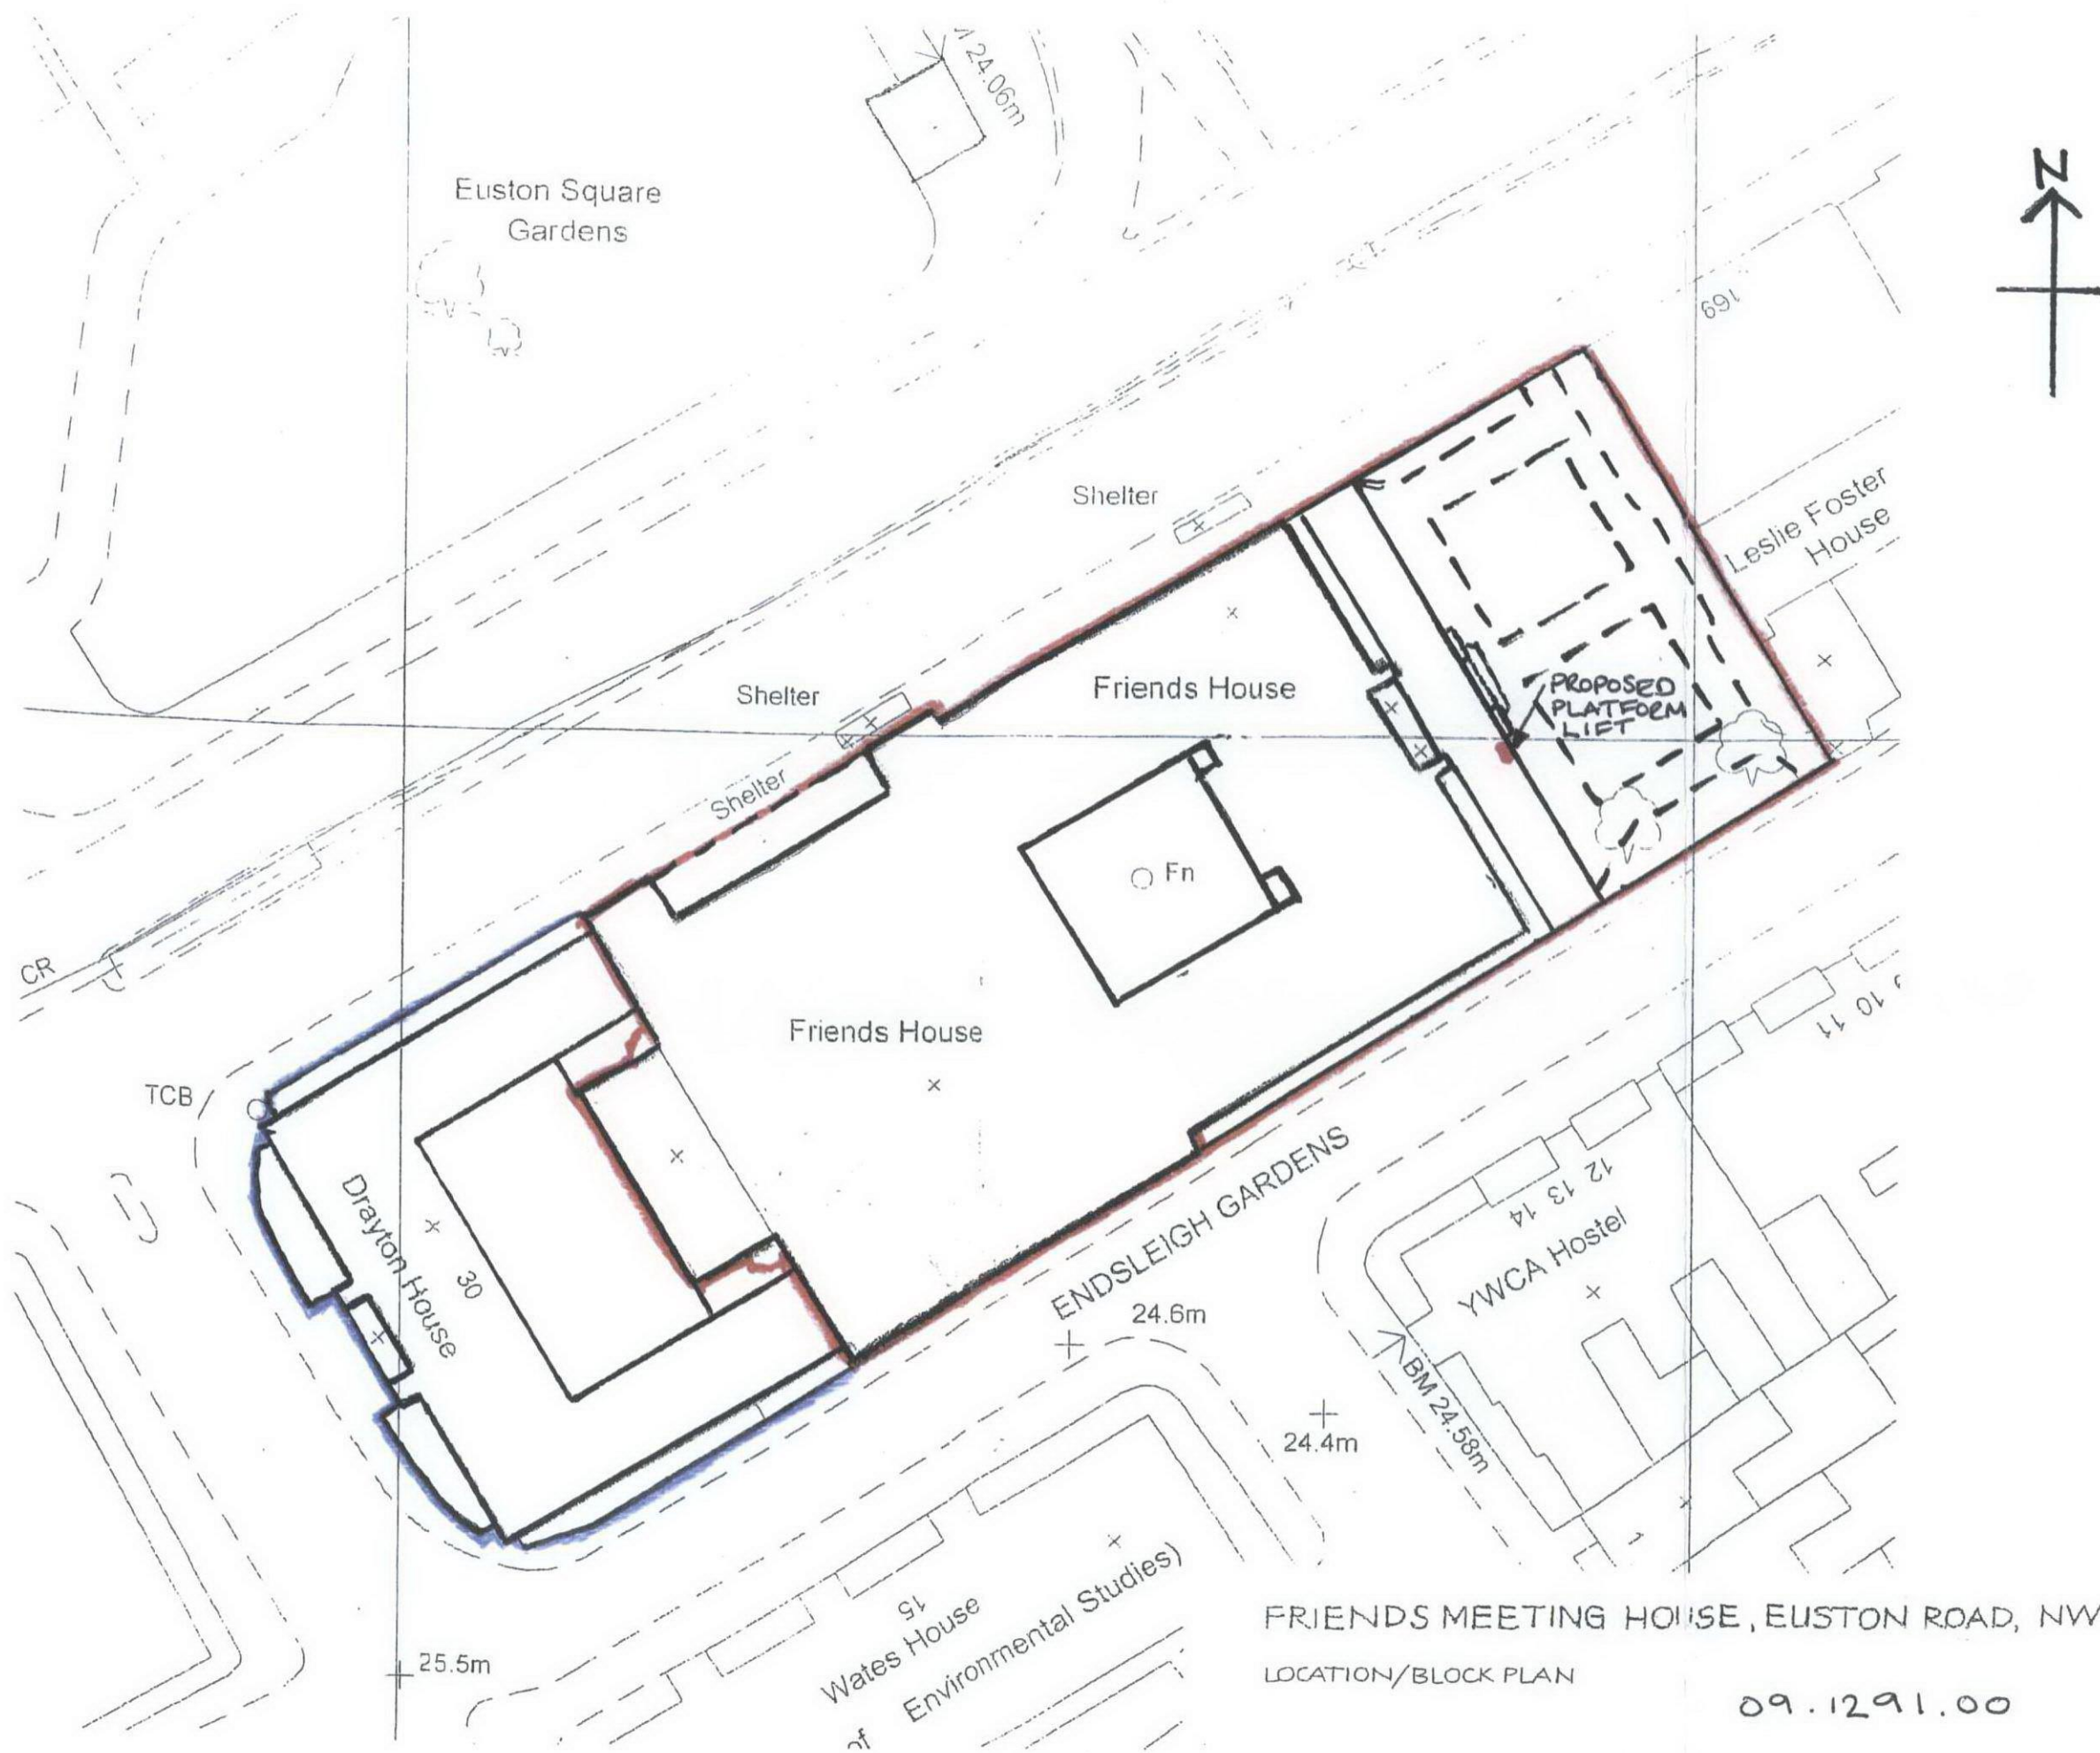 24.06m
N
Euston Square
Gardens
169
Shelter
Leslie Foster
House
Friends House
Shelter
PROPOSED
PLATFORM
LIFT
Shelter
Fn
CR
Friends House
TCB
10 11
Drayton House
30
ENDSLEIGH GARDENS
12 13 14
YWCA Hostel
24.6m
BM 24.58m
24.4m
15
Wates House
of Environmental Studies)
25.5m
FRIENDS MEETING HOUSE, EUSTON ROAD, NW
LOCATION/BLOCK PLAN
09.1291.00